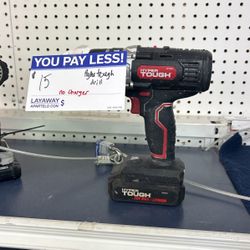 YOU PAY LESS!
$ 15
Hyper tough
drill
no charger
LAYAWAY
HYPER
TOUGH
HYPER
TOUGH